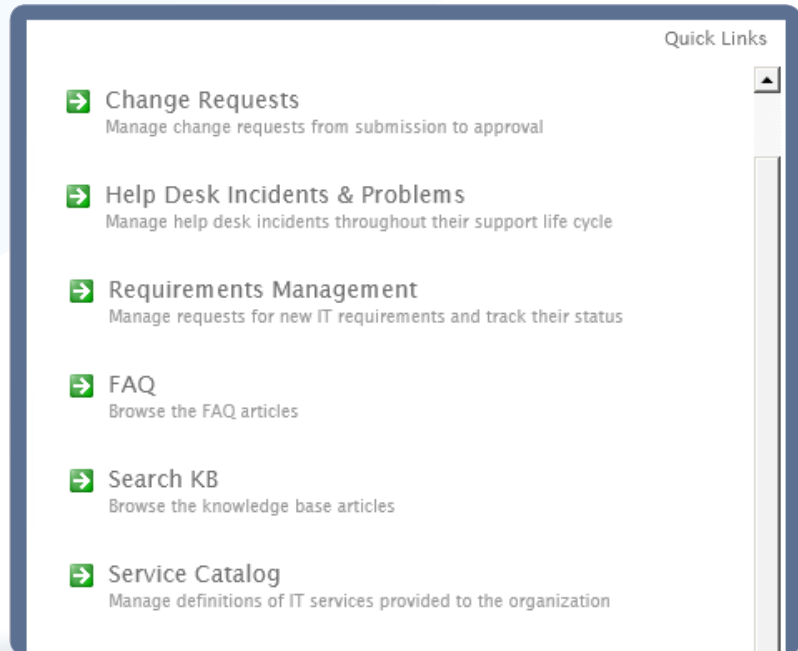 Quick Links
Change Requests
Manage change requests from submission to approval
Help Desk Incidents & Problems
Manage help desk incidents throughout their support life cycle
Requirements Management
Manage requests for new IT requirements and track their status
FAQ
Browse the FAQ articles
Search KB
Browse the knowledge base articles
Service Catalog
Manage definitions of IT services provided to the organization